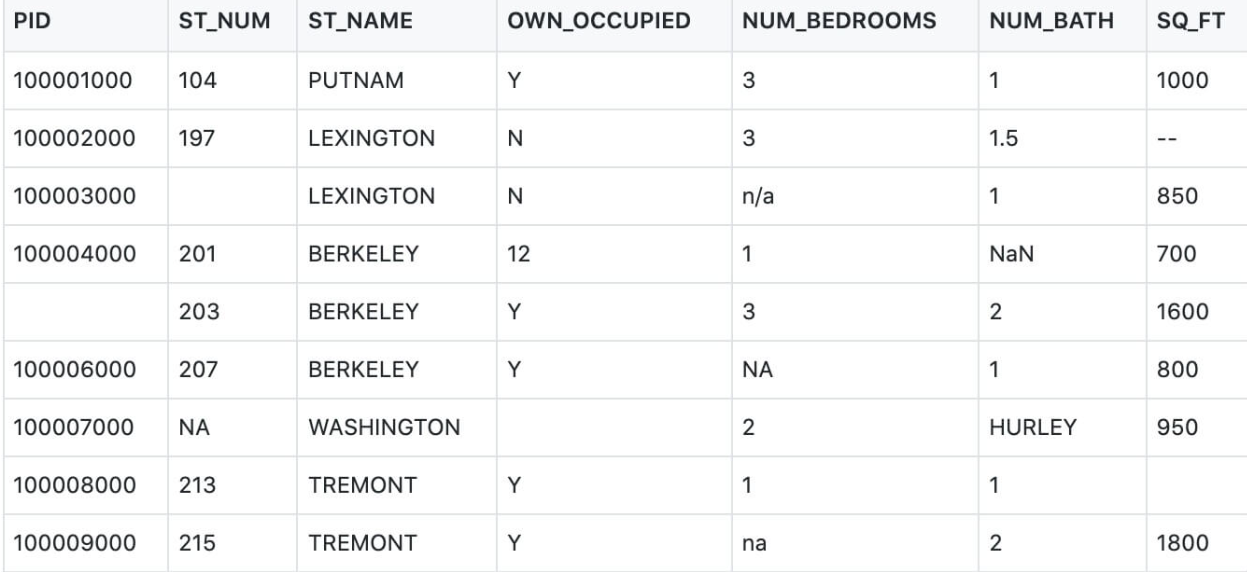 PID ST_NUM ST_NAME OWN_OCCUPIED NUM_BEDROOMS NUM_BATH SQ_FT
100001000 104 PUTNAM Y 3 1 1000
100002000 197 LEXINGTON N 3 1.5 --
100003000 LEXINGTON N n/a 1 850
100004000 201 BERKELEY 12 1 NaN 700
203 BERKELEY Y 3 2 1600
100006000 207 BERKELEY Y NA 1 800
100007000 NA WASHINGTON 2 HURLEY 950
100008000 213 TREMONT Y 1 1
100009000 215 TREMONT Y na 2 1800